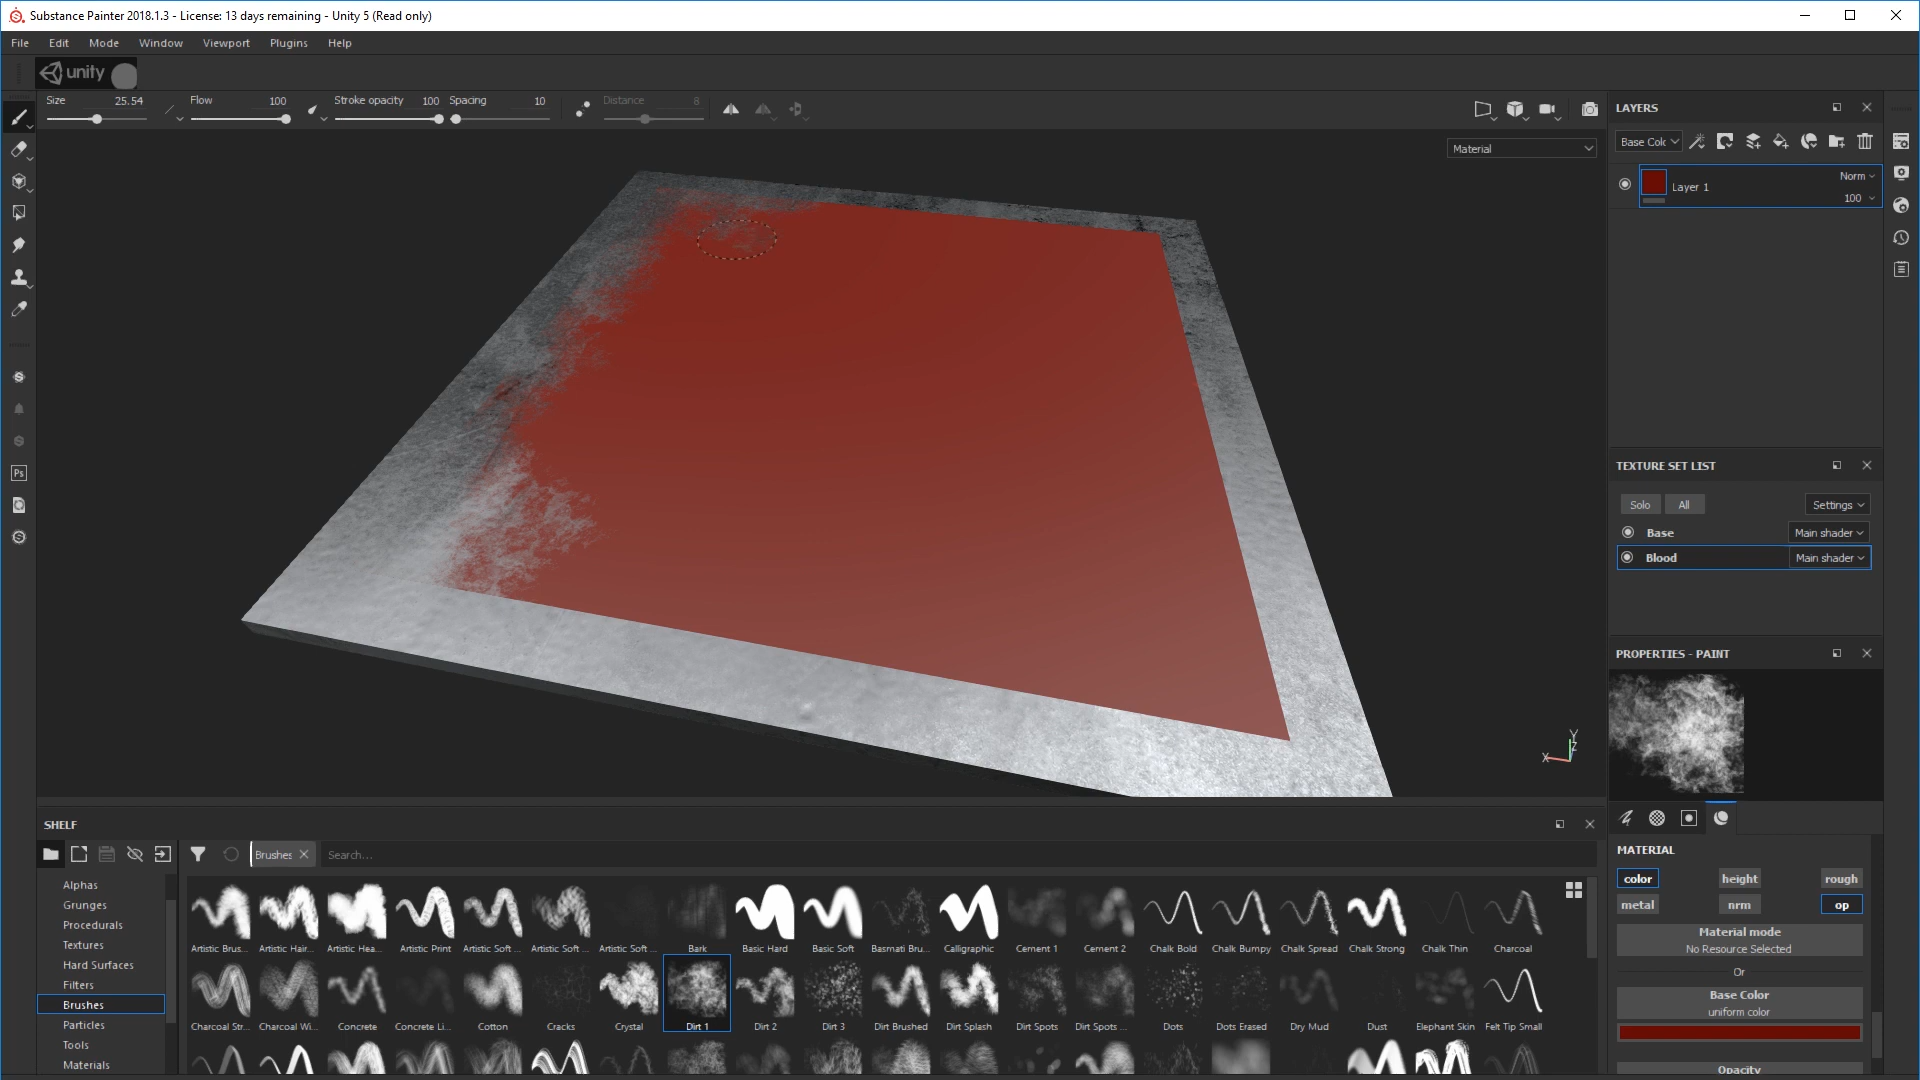 Substance Painter 2018.1.3 - License: 13 days remaining - Unity 5 (Read only)
File Edit Mode Window Viewport Plugins Help
unity
Size 25.54 Flow 100 Stroke opacity 100 Spacing 10 Distance 8
Material
LAYERS
Base Colo
Layer 1
Norm
100
TEXTURE SET LIST
Solo All Settings
Base Main shader
Blood Main shader
PROPERTIES - PAINT
Ps
Y
Z
X
MATERIAL
color height rough
metal nrm op
Material mode
No Resource Selected
Or
Base Color
uniform color
Opacity
SHELF
Brushes Search...
Alphas
Grunges
Procedurals
Textures
Hard Surfaces
Filters
Brushes
Particles
Tools
Materials
Artistic Brus... Artistic Hair... Artistic Hea... Artistic Print Artistic Soft ... Artistic Soft ... Artistic Soft ... Bark Basic Hard Basic Soft Basmati Bru... Calligraphic Cement 1 Cement 2 Chalk Bold Chalk Bumpy Chalk Spread Chalk Strong Chalk Thin Charcoal
Charcoal Str... Charcoal Wi... Concrete Concrete Li... Cotton Cracks Crystal Dirt 1 Dirt 2 Dirt 3 Dirt Brushed Dirt Splash Dirt Spots Dirt Spots ... Dots Dots Erased Dry Mud Dust Elephant Skin Felt Tip Small